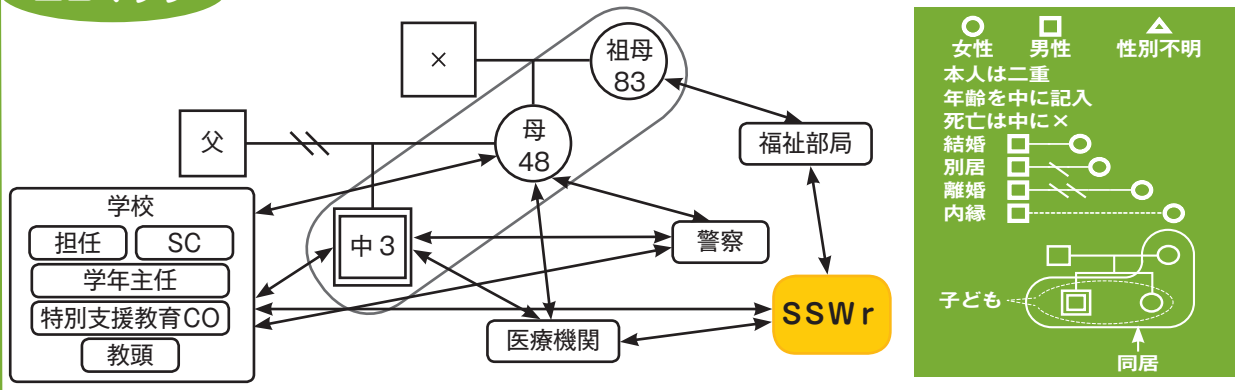 ×
祖母
83
父
母
48
福祉部局
学校
担任
SC
学年主任
特別支援教育CO
教頭
中3
警察
医療機関
SSWr
女性 男性 性別不明
本人は二重
年齢を中に記入
死亡は中に×
結婚
別居
離婚
内縁
子ども
同居